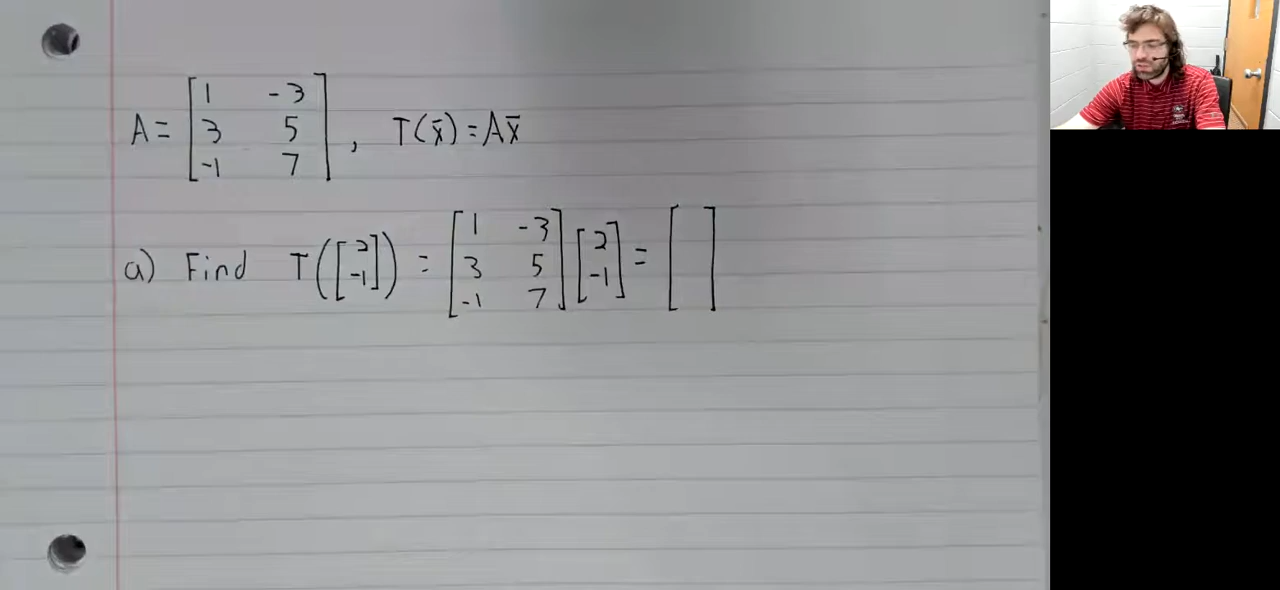 A = [1 -3; 3 5; -1 7], T(x̄) = Ax̄
a) Find T([2; -1]) = [1 -3; 3 5; -1 7] [2; -1] = [ ]